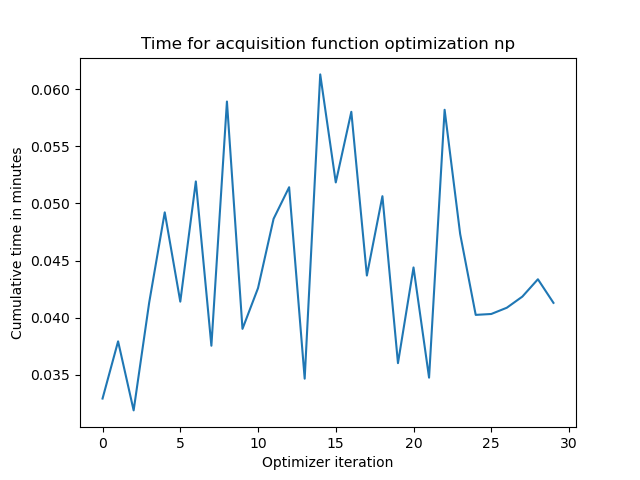 Time for acquisition function optimization np
0.060
0.055
0.050
0.045
0.040
0.035
Cumulative time in minutes
0 5 10 15 20 25 30
Optimizer iteration